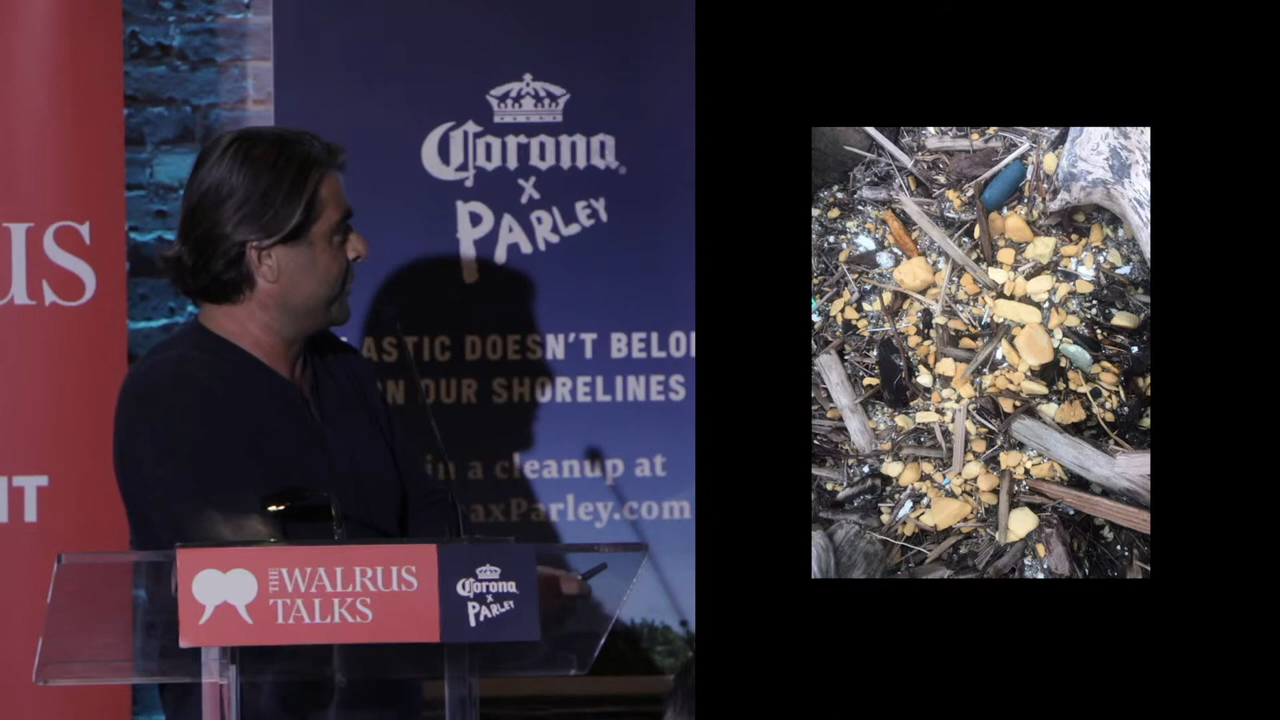 US
IT
Corona
x
PARLEY
ASTIC DOESN'T BELO
N OUR SHORELINES
in a cleanup at
axParley.com
THE WALRUS
TALKS
Corona
x
PARLEY